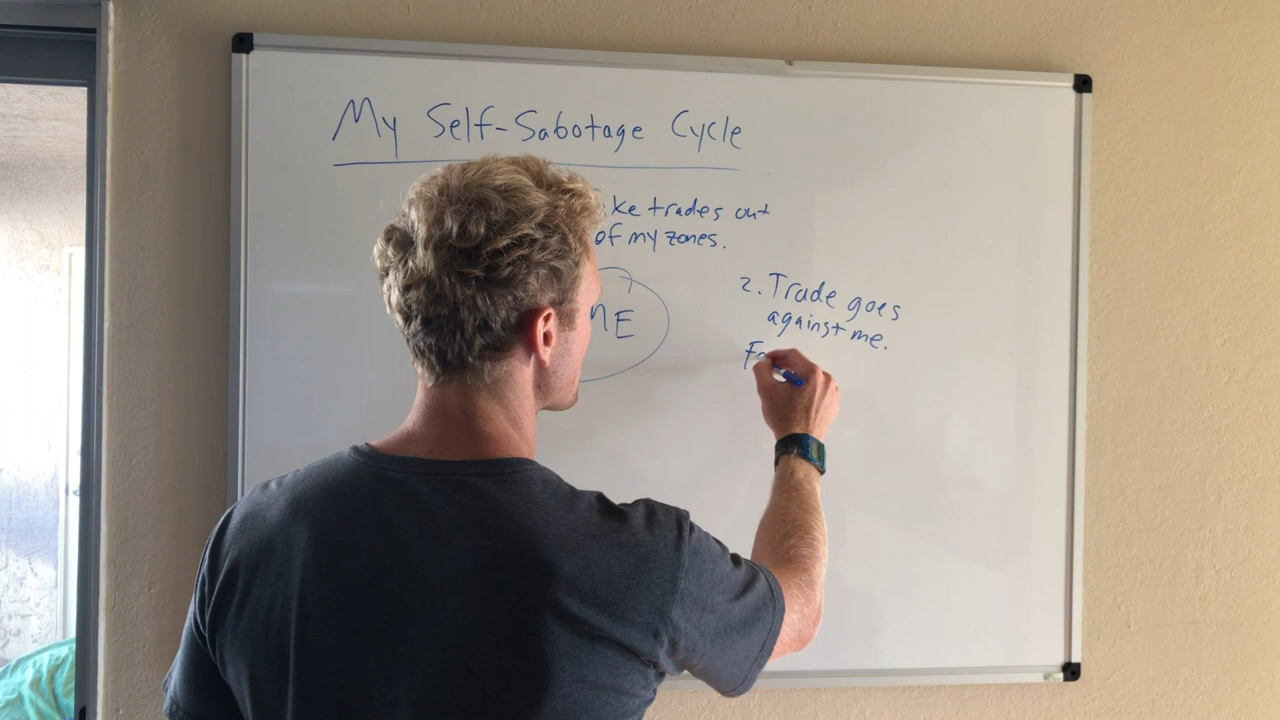 My Self-Sabotage Cycle
ke trades out
of my zones.
nE
2. Trade goes
against me.